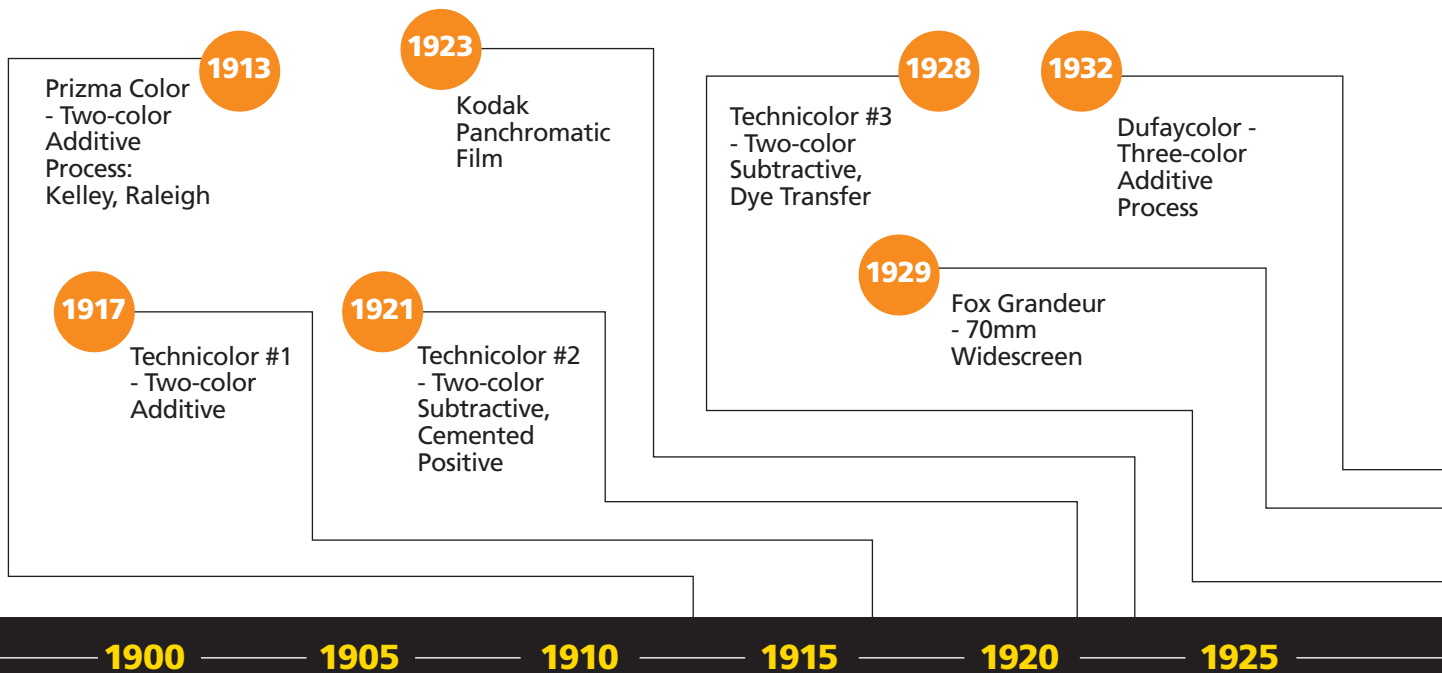 1913
Prizma Color
- Two-color
Additive
Process:
Kelley, Raleigh
1923
Kodak
Panchromatic
Film
1928
Technicolor #3
- Two-color
Subtractive,
Dye Transfer
1932
Dufaycolor -
Three-color
Additive
Process
1917
Technicolor #1
- Two-color
Additive
1921
Technicolor #2
- Two-color
Subtractive,
Cemented
Positive
1929
Fox Grandeur
- 70mm
Widescreen
1900 1905 1910 1915 1920 1925